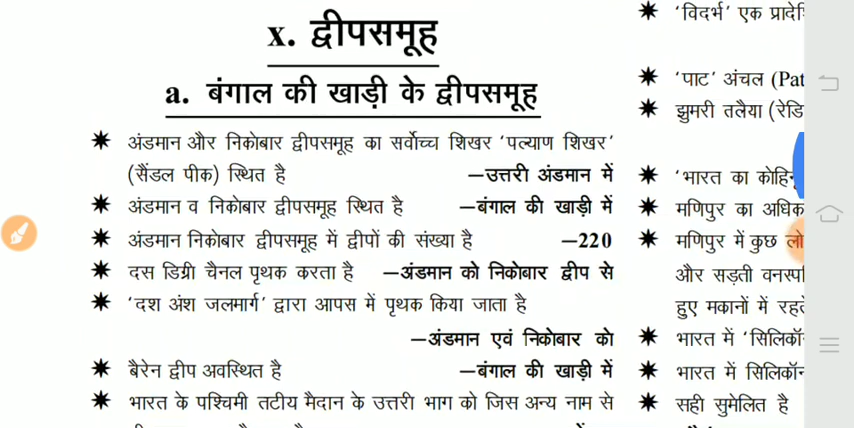 x. द्वीपसमूह
a. बंगाल की खाड़ी के द्वीपसमूह
✷ अंडमान और निकोबार द्वीपसमूह का सर्वोच्च शिखर ‘पल्याण शिखर’
(सैंडल पीक) स्थित है –उत्तरी अंडमान में
✷ अंडमान व निकोबार द्वीपसमूह स्थित है –बंगाल की खाड़ी में
✷ अंडमान निकोबार द्वीपसमूह में द्वीपों की संख्या है –220
✷ दस डिग्री चैनल पृथक करता है –अंडमान को निकोबार द्वीप से
✷ ‘दश अंश जलमार्ग’ द्वारा आपस में पृथक किया जाता है
–अंडमान एवं निकोबार को
✷ बैरेन द्वीप अवस्थित है –बंगाल की खाड़ी में
✷ भारत के पश्चिमी तटीय मैदान के उत्तरी भाग को जिस अन्य नाम से
✷ ‘विदर्भ’ एक
✷ ‘पाट’ अंचल
✷ झुमरी तलैया
✷ ‘भारत का
✷ मणिपुर का
✷ मणिपुर में कुछ
और सड़ती
हुए मकानों में
✷ भारत में
✷ भारत में
✷ सही सुमेलित है